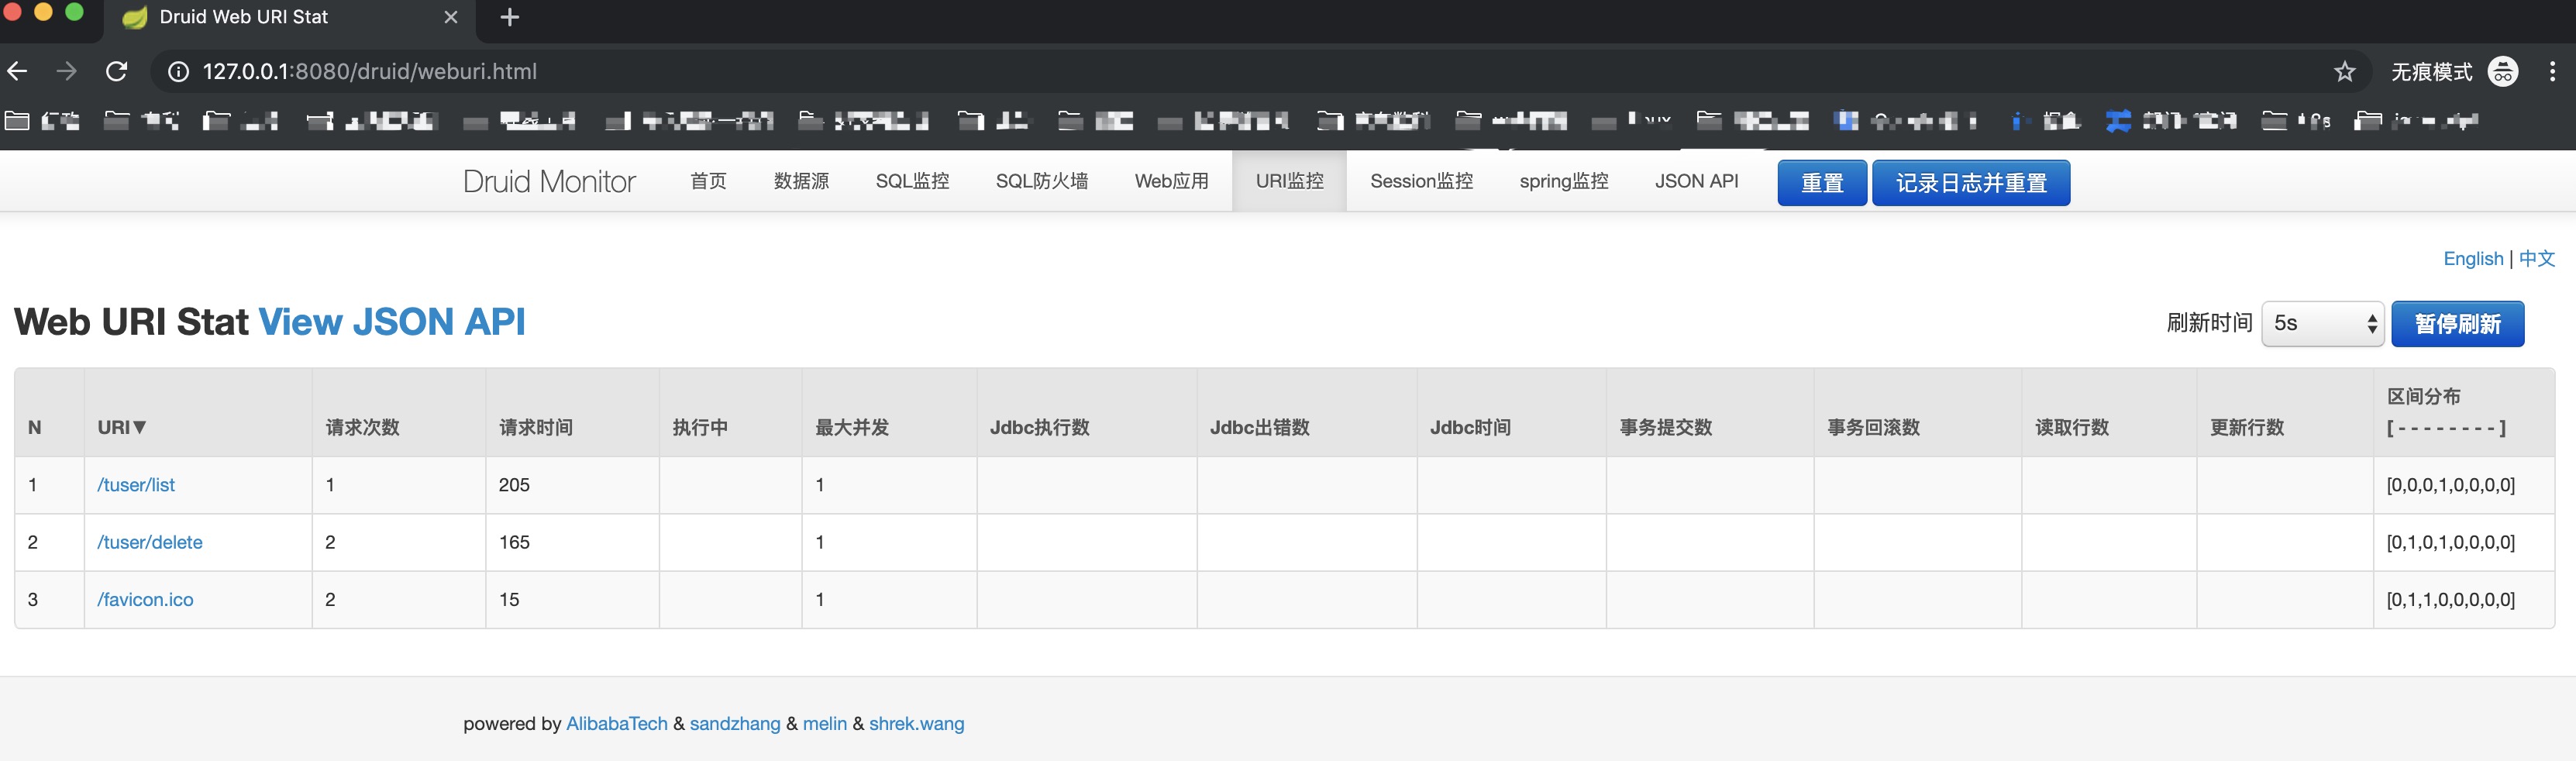 Druid Web URI Stat
127.0.0.1:8080/druid/weburi.html 无痕模式
Druid Monitor 首页 数据源 SQL监控 SQL防火墙 Web应用 URI监控 Session监控 spring监控 JSON API 重置 记录日志并重置
English | 中文
Web URI Stat View JSON API 刷新时间 5s 暂停刷新
N URI▼ 请求次数 请求时间 执行中 最大并发 Jdbc执行数 Jdbc出错数 Jdbc时间 事务提交数 事务回滚数 读取行数 更新行数 区间分布 [ - - - - - - - - ]
1 /tuser/list 1 205 1 [0,0,0,1,0,0,0,0]
2 /tuser/delete 2 165 1 [0,1,0,1,0,0,0,0]
3 /favicon.ico 2 15 1 [0,1,1,0,0,0,0,0]
powered by AlibabaTech & sandzhang & melin & shrek.wang